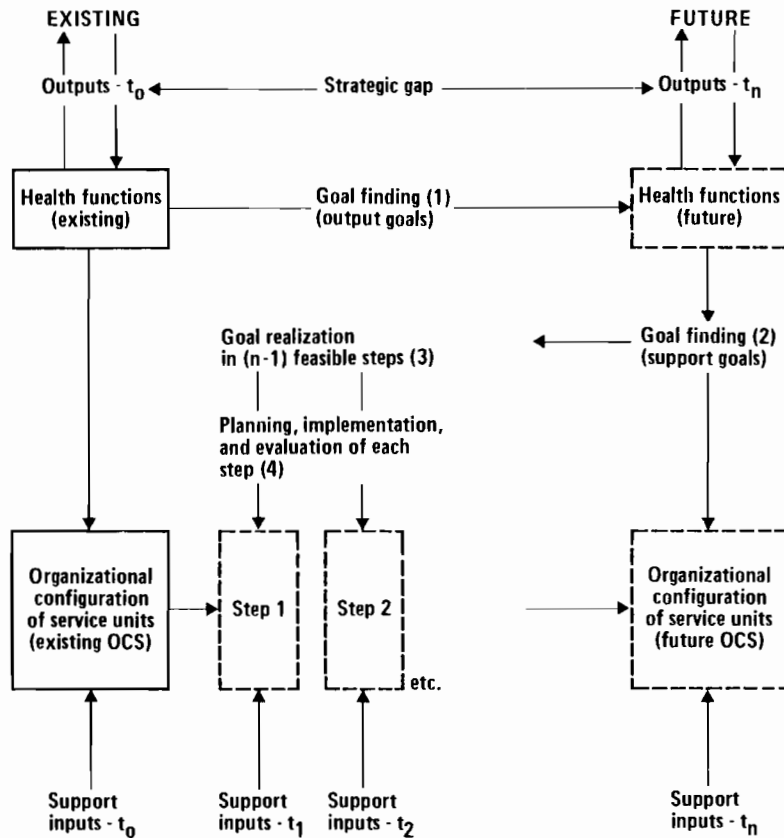 EXISTING
FUTURE
Outputs - t₀
Strategic gap
Outputs - tₙ
Health functions
(existing)
Goal finding (1)
(output goals)
Health functions
(future)
Goal realization
in (n-1) feasible steps (3)
Goal finding (2)
(support goals)
Planning, implementation,
and evaluation of each
step (4)
Organizational
configuration
of service units
(existing OCS)
Step 1
Step 2
etc.
Organizational
configuration
of service units
(future OCS)
Support
inputs - t₀
Support
inputs - t₁
Support
inputs - t₂
Support
inputs - tₙ